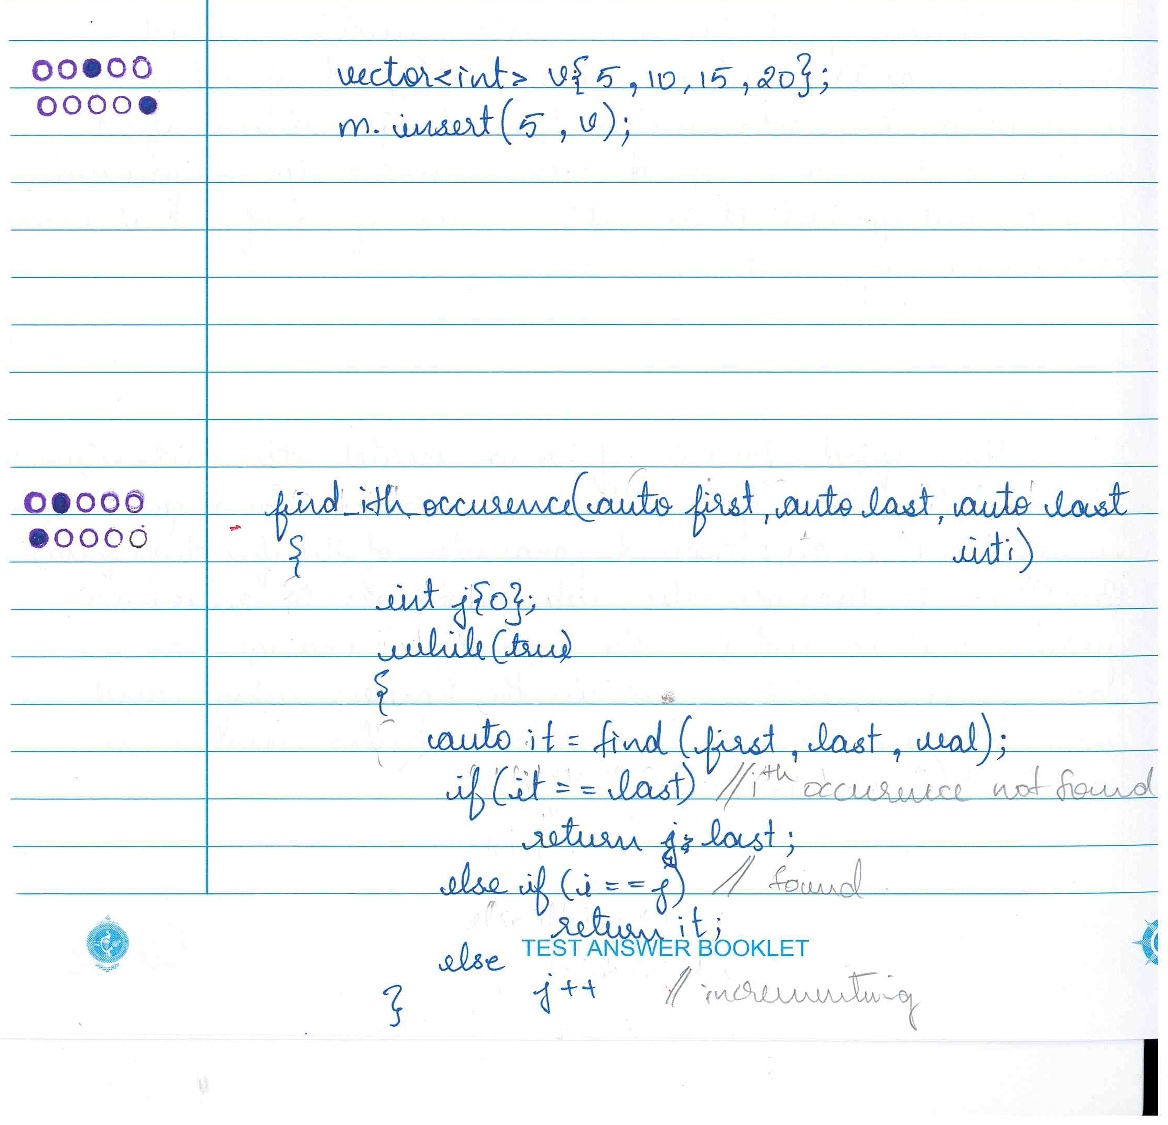 vector<int> v{5,10,15,20};
m.insert(5,v);
find_ith_occurence(auto first, auto last, auto last
int i)
{
int j{0};
while(true)
{
auto it = find(first, last, val);
if(it == last) //ith occurence not found
return last;
else if (i == j) // found
return it;
TEST ANSWER BOOKLET
else
j++ // incrementing
}